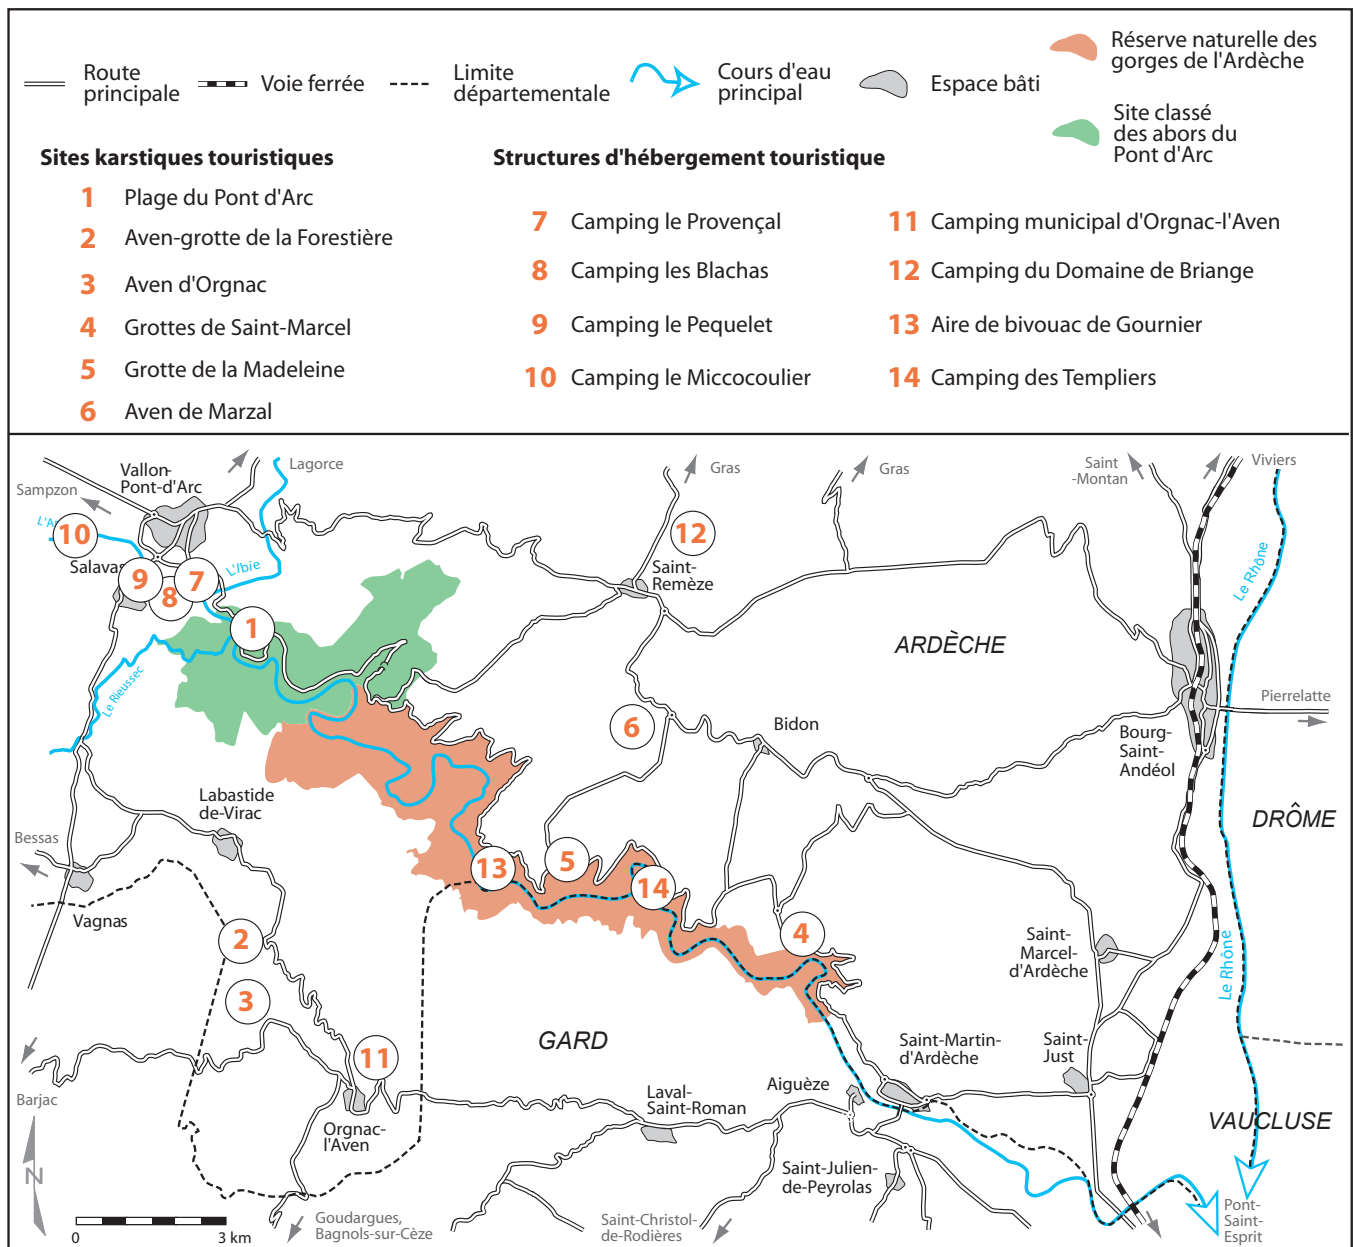 Route
principale
Voie ferrée
Limite
départementale
Cours d'eau
principal
Espace bâti
Réserve naturelle des
gorges de l'Ardèche
Site classé
des abors du
Pont d'Arc
Sites karstiques touristiques
1 Plage du Pont d'Arc
2 Aven-grotte de la Forestière
3 Aven d'Orgnac
4 Grottes de Saint-Marcel
5 Grotte de la Madeleine
6 Aven de Marzal
Structures d'hébergement touristique
7 Camping le Provençal
8 Camping les Blachas
9 Camping le Pequelet
10 Camping le Miccocoulier
11 Camping municipal d'Orgnac-l'Aven
12 Camping du Domaine de Briange
13 Aire de bivouac de Gournier
14 Camping des Templiers
Lagorce
Gras
Gras
Saint
-Montan
Viviers
Vallon-
Pont-d'Arc
Sampzon
10
12
Le Rhône
Salavas
9
8
7
L'Ibie
Saint-
Remèze
1
ARDÈCHE
Le Rieussec
Pierrelatte
6
Bidon
Bourg-
Saint-
Andéol
Labastide
de-Virac
DRÔME
Bessas
13
5
14
Vagnas
2
4
Saint-
Marcel-
d'Ardèche
Le Rhône
3
GARD
Saint-Martin-
d'Ardèche
Saint-
Just
11
Barjac
Aiguèze
Laval-
Saint-Roman
VAUCLUSE
Orgnac-
l'Aven
Saint-Julien-
de-Peyrolas
N
0 3 km
Goudargues,
Bagnols-sur-Cèze
Saint-Christol-
de-Rodières
Pont-
Saint-
Esprit